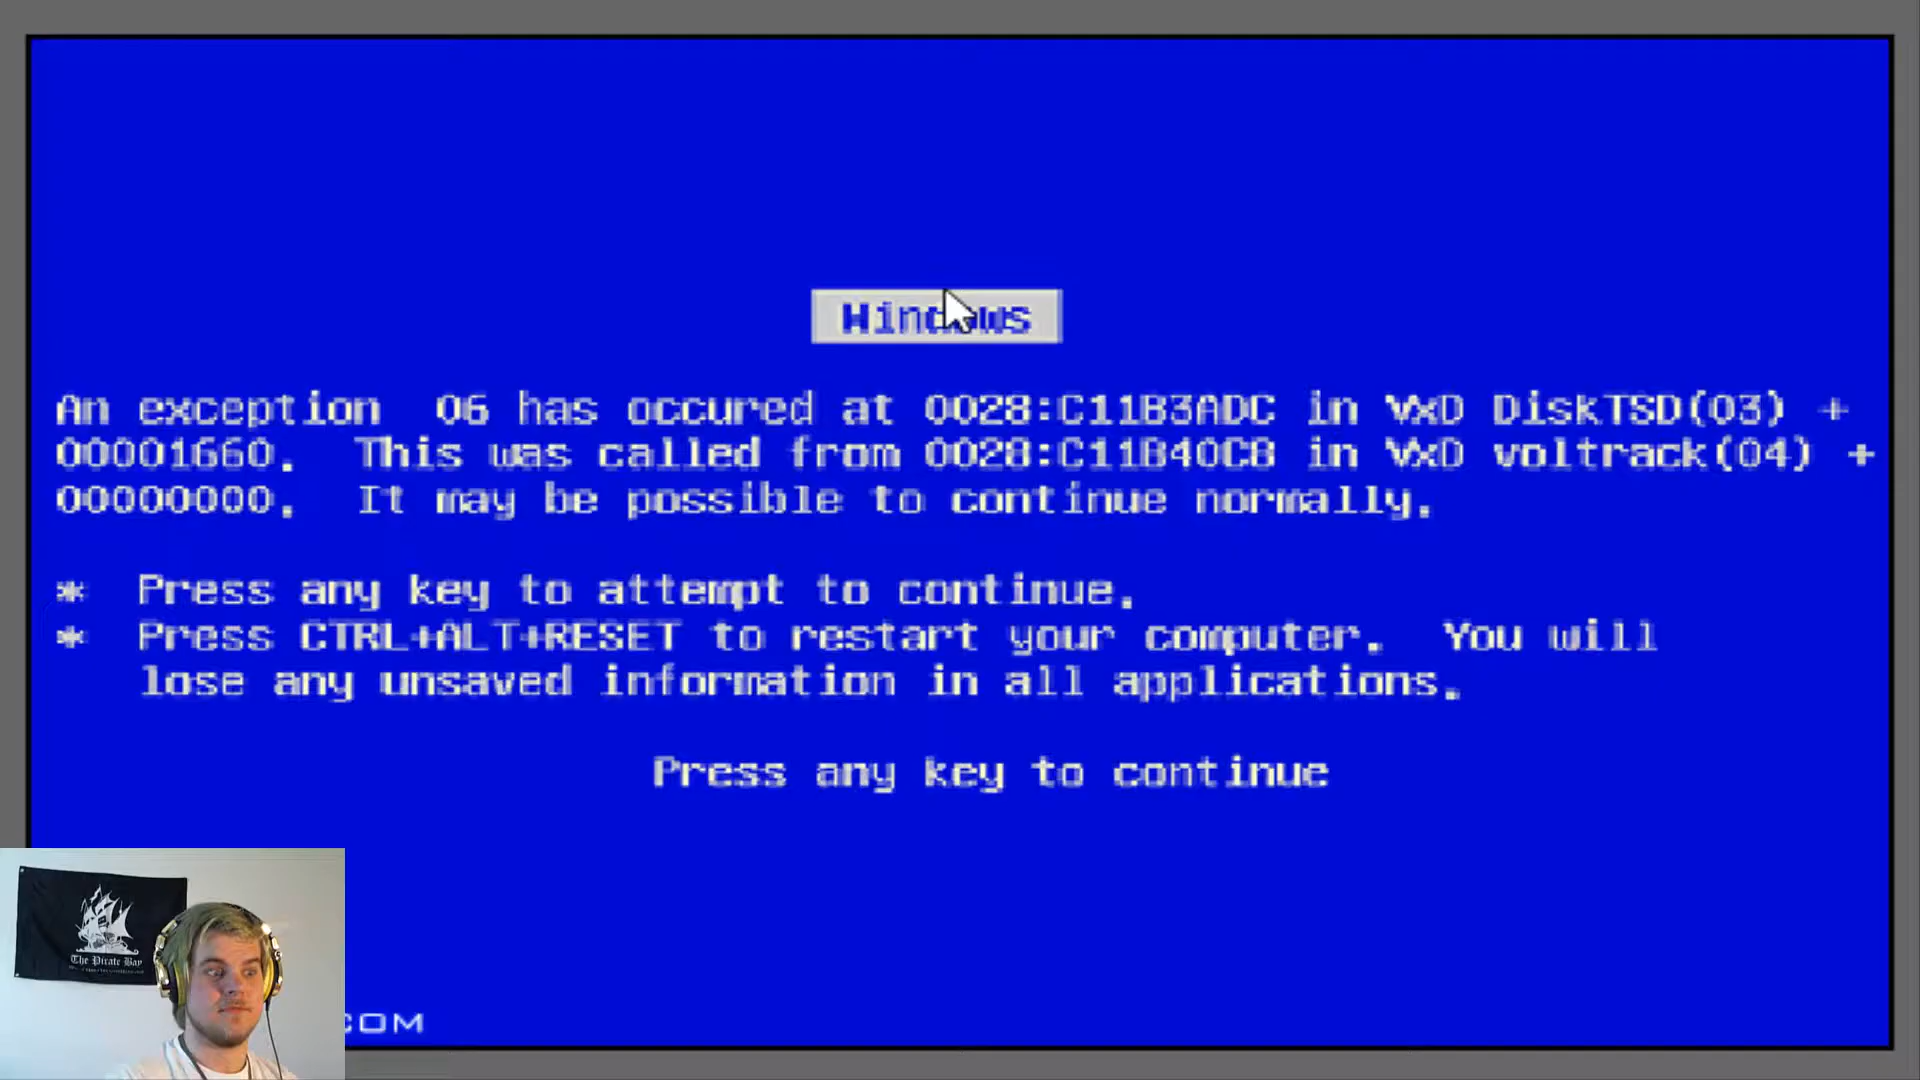 Windows
An exception  06 has occured at 0028:C11B3ADC in VxD DiskTSD(03) +
00001660.  This was called from 0028:C11B40C8 in VxD voltrack(04) +
00000000.  It may be possible to continue normally.
*  Press any key to attempt to continue.
*  Press CTRL+ALT+RESET to restart your computer.  You will
lose any unsaved information in all applications.
Press any key to continue
The Pirate Bay
COM